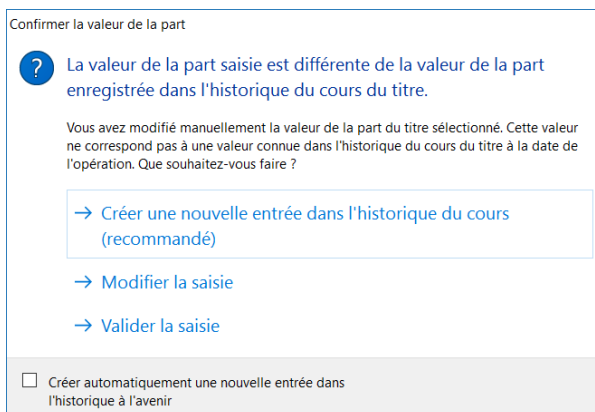 Confirmer la valeur de la part
La valeur de la part saisie est différente de la valeur de la part
enregistrée dans l'historique du cours du titre.
Vous avez modifié manuellement la valeur de la part du titre sélectionné. Cette valeur
ne correspond pas à une valeur connue dans l'historique du cours du titre à la date de
l'opération. Que souhaitez-vous faire ?
→ Créer une nouvelle entrée dans l'historique du cours
(recommandé)
→ Modifier la saisie
→ Valider la saisie
Créer automatiquement une nouvelle entrée dans
l'historique à l'avenir